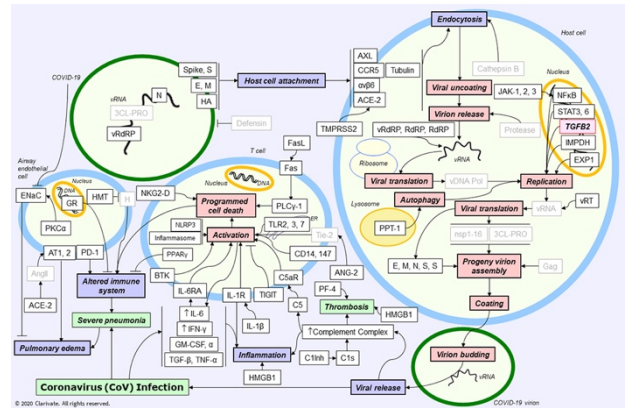 Endocytosis
Host cell
COVID-19
Spike, S
E, M
HA
vRNA
N
3CL-PRO
vRdRP
Host cell attachment
AXL
CCR5
αvβ6
ACE-2
Tubulin
Cathepsin B
Viral uncoating
Virion release
JAK-1, 2, 3
Nucleus
NFκB
STAT3, 6
TGFB2
IMPDH
EXP1
Defensin
TMPRSS2
vRdRP, RdRP, RdRP
Protease
vRNA
Ribosome
Viral translation
vDNA Pol
Replication
Lysosome
Autophagy
PPT-1
Viral translation
vRNA
vRT
nsp1-16
3CL-PRO
E, M, N, S, S
Progeny virion
assembly
Gag
Coating
Virion budding
vRNA
COVID-19 virion
Airway
endothelial
cell
Nucleus
ENaC
DNA
GR
HMT
H
PKCα
AT1, 2
PD-1
AngII
ACE-2
Altered immune
system
Severe pneumonia
Pulmonary edema
T cell
FasL
Fas
Nucleus
DNA
NKG2-D
Programmed
cell death
PLCγ-1
NLRP3
Inflammasome
Activation
TLR2, 3, 7
ER
Tie-2
PPARγ
CD14, 147
BTK
IL-6RA
C5aR
ANG-2
PF-4
↑IL-6
↑IFN-γ
GM-CSF, α
TGF-β, TNF-α
IL-1R
TIGIT
IL-1β
C5
Thrombosis
HMGB1
↑Complement Complex
Inflammation
C1Inh
C1s
HMGB1
Coronavirus (CoV) Infection
Viral release
© 2020 Clarivate. All rights reserved.